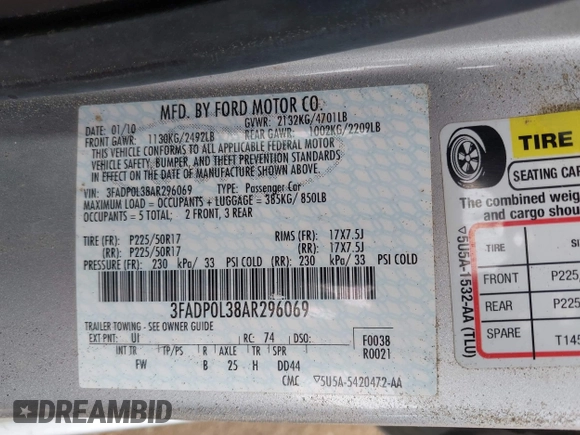 MFD. BY FORD MOTOR CO.
DATE: 01/10 GVWR: 2132KG/4701LB
FRONT GAWR: 1130KG/2492LB REAR GAWR: 1002KG/2209LB
THIS VEHICLE CONFORMS TO ALL APPLICABLE FEDERAL MOTOR
VEHICLE SAFETY, BUMPER, AND THEFT PREVENTION STANDARDS
IN EFFECT ON THE DATE OF MANUFACTURE SHOWN ABOVE.
VIN: 3FADP0L38AR296069 TYPE: Passenger Car
MAXIMUM LOAD = OCCUPANTS + LUGGAGE = 385KG/850LB
OCCUPANTS = 5 TOTAL; 2 FRONT, 3 REAR
TIRE (FR): P225/50R17 RIMS (FR): 17X7.5J
(RR): P225/50R17 (RR): 17X7.5J
PRESSURE (FR): 230 kPa/ 33 PSI COLD (RR): 230 kPa/ 33 PSI COLD
3FADP0L38AR296069
TRAILER TOWING - SEE OWNER GUIDE
EXT PNT: UI RC: 74 DSO: F0038
R0021
INT TR TP/PS R AXLE TR SPR
FW B 25 H DD44
CMC ▽5U5A-5420472-AA
▽5U5A-1532-AA (TLU)
TIRE
SEATING CA
The combined weig
and cargo shou
TIRE SI
FRONT P225
REAR P225
SPARE T145
DREAMBID